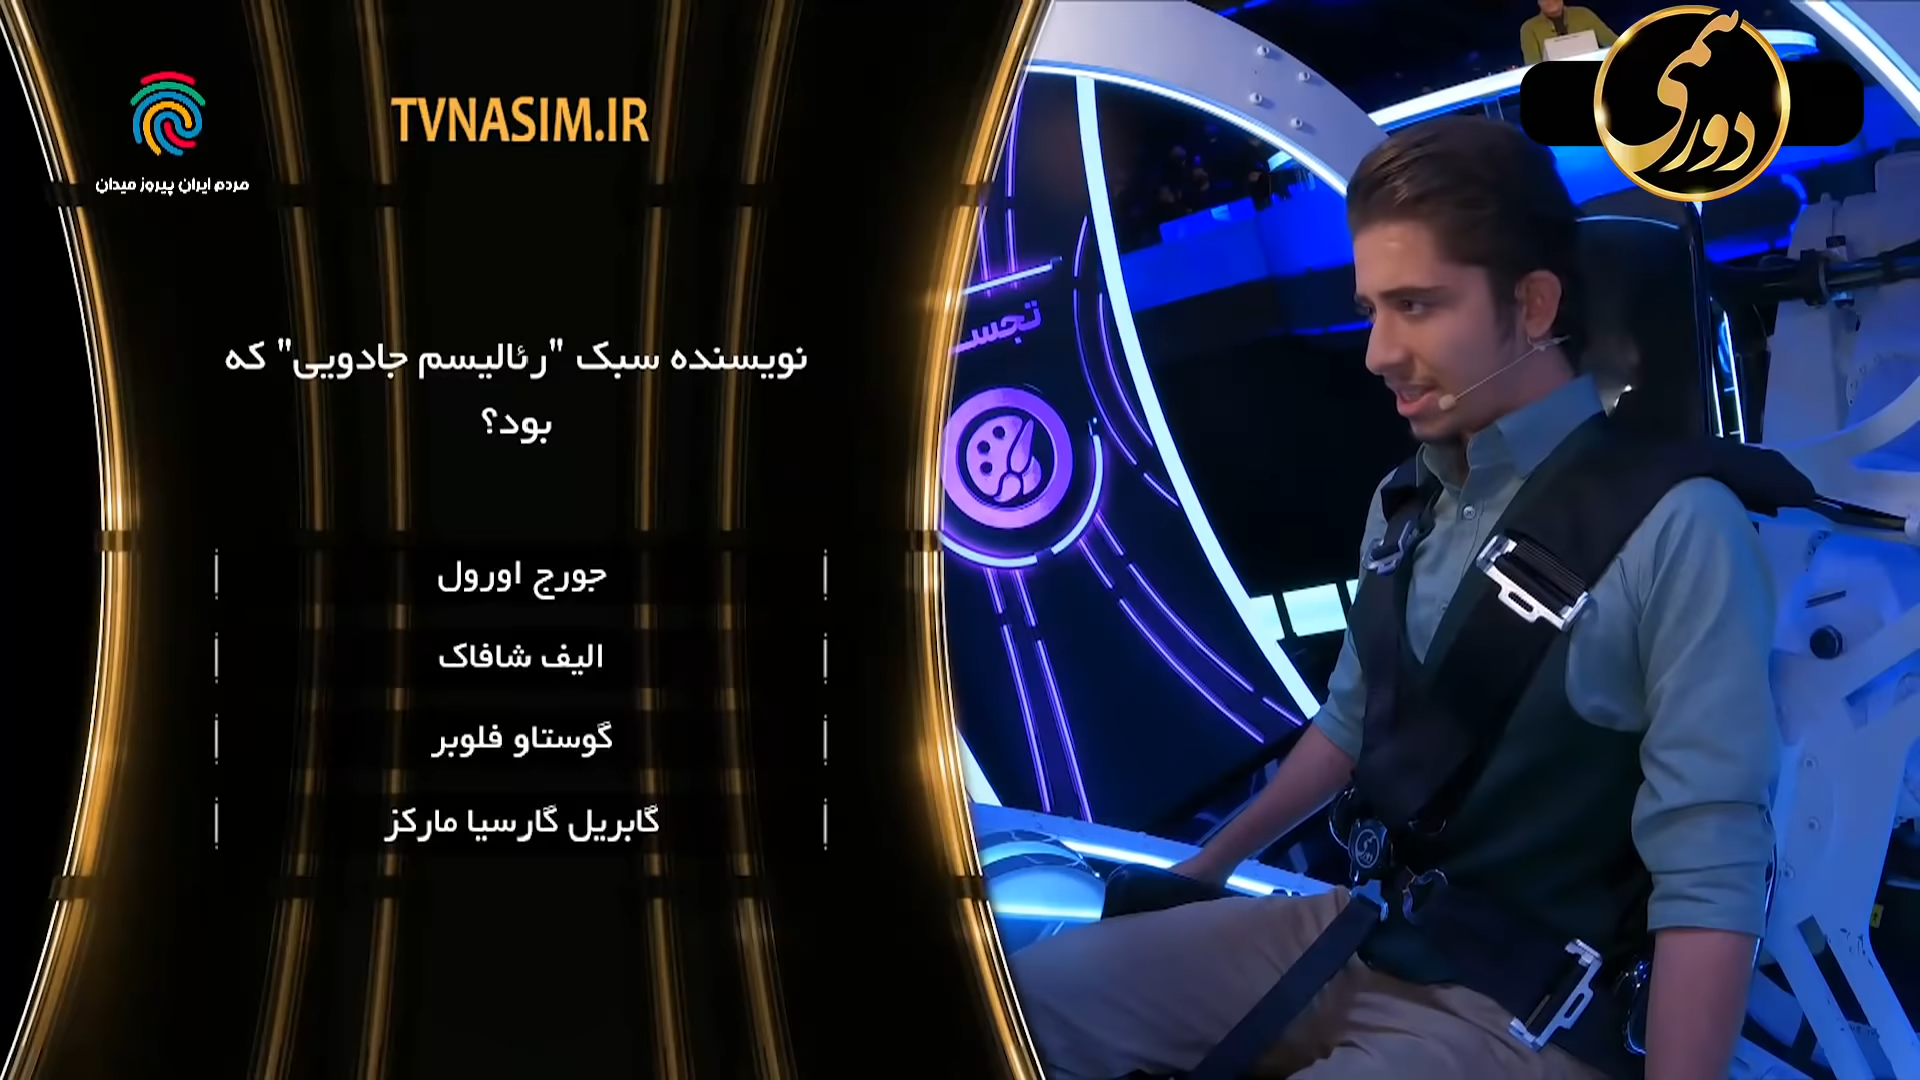 TVNASIM.IR
مردم ایران پیروز میدان
نویسنده سبک "رئالیسم جادویی" که
بود؟
جورج اورول
الیف شافاک
گوستاو فلوبر
گابریل گارسیا مارکز
دورهمی
تجس